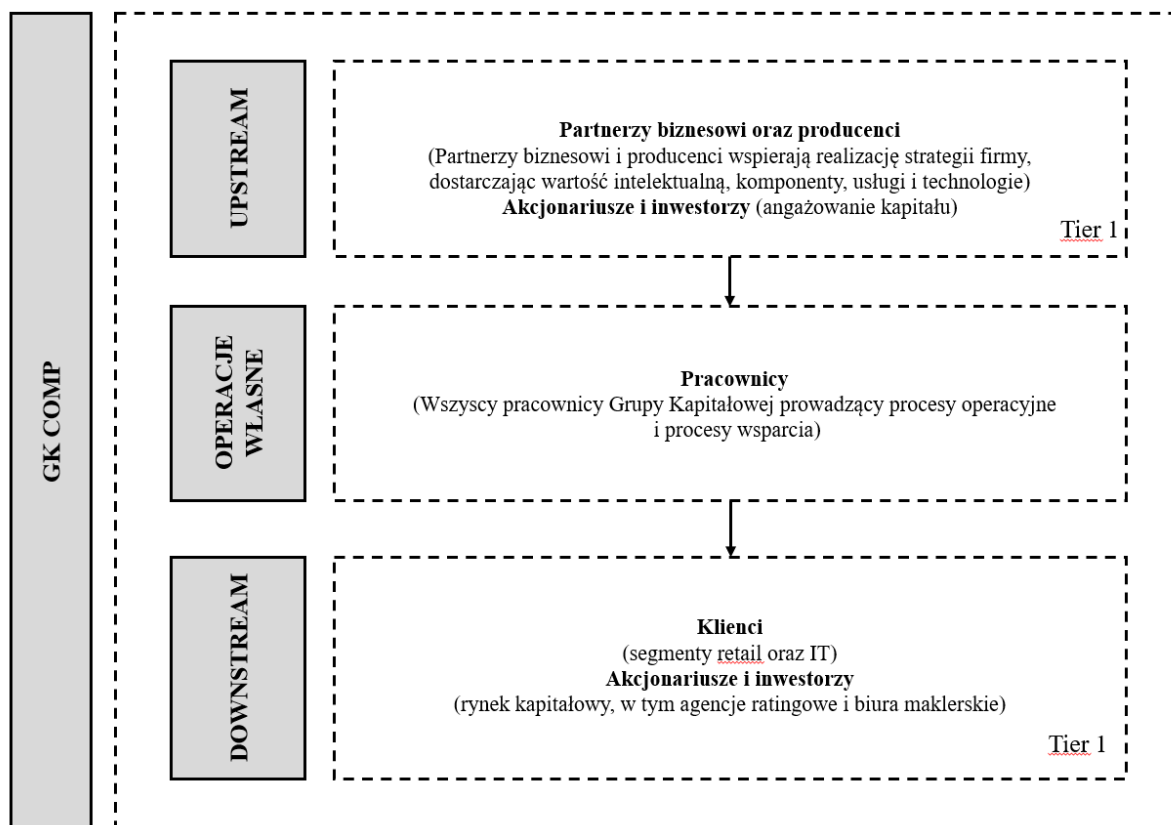 GK COMP
UPSTREAM
Partnerzy biznesowi oraz producenci
(Partnerzy biznesowi i producenci wspierają realizację strategii firmy,
dostarczając wartość intelektualną, komponenty, usługi i technologie)
Akcjonariusze i inwestorzy (angażowanie kapitału)
Tier 1
OPERACJE
WŁASNE
Pracownicy
(Wszyscy pracownicy Grupy Kapitałowej prowadzący procesy operacyjne
i procesy wsparcia)
DOWNSTREAM
Klienci
(segmenty retail oraz IT)
Akcjonariusze i inwestorzy
(rynek kapitałowy, w tym agencje ratingowe i biura maklerskie)
Tier 1